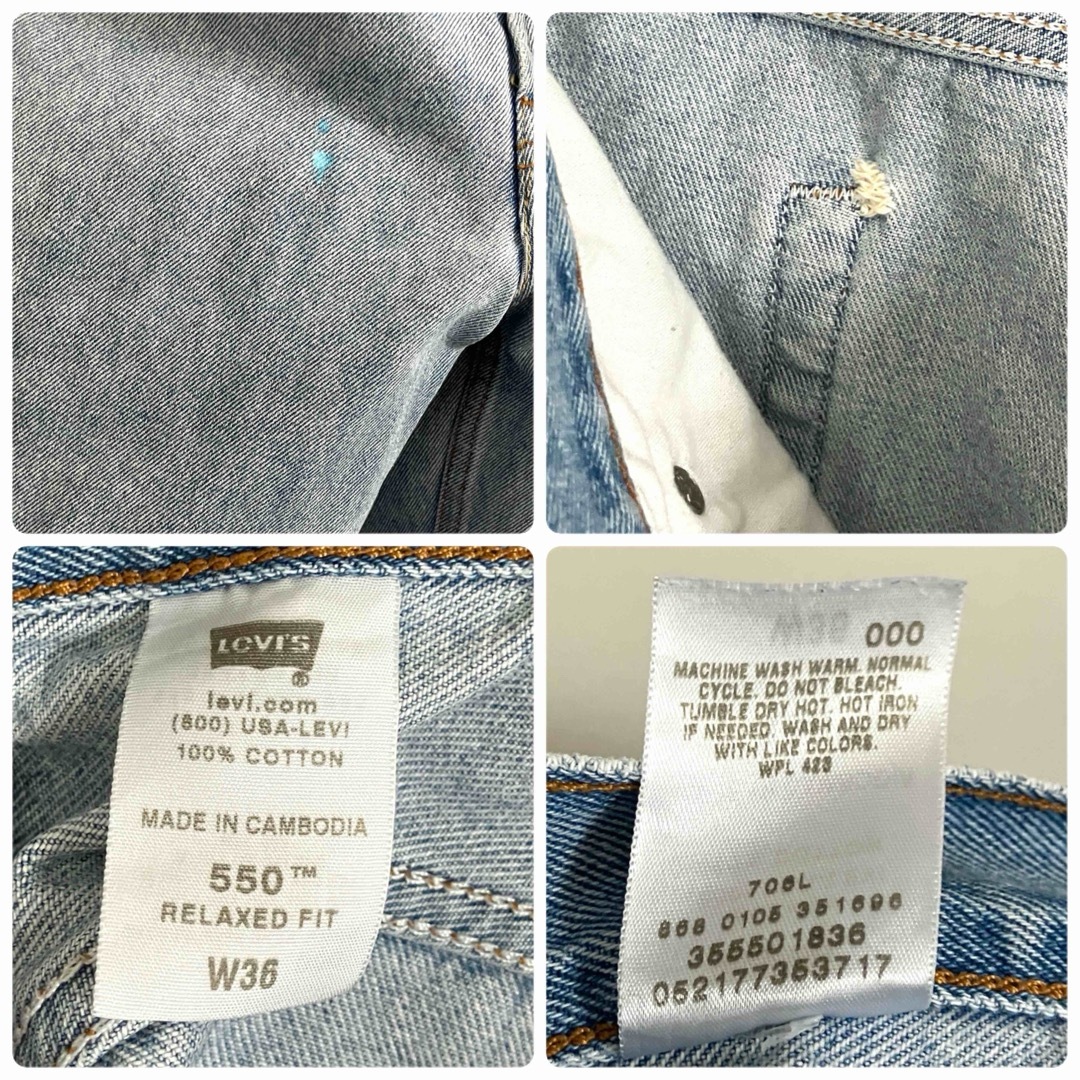 LEVI'S
®
levi.com
(800) USA-LEVI
100% COTTON
MADE IN CAMBODIA
550™
RELAXED FIT
W36
000
MACHINE WASH WARM. NORMAL
CYCLE. DO NOT BLEACH.
TUMBLE DRY HOT. HOT IRON
IF NEEDED. WASH AND DRY
WITH LIKE COLORS.
WPL 423
706L
868 0105 351696
355501836
052177353717